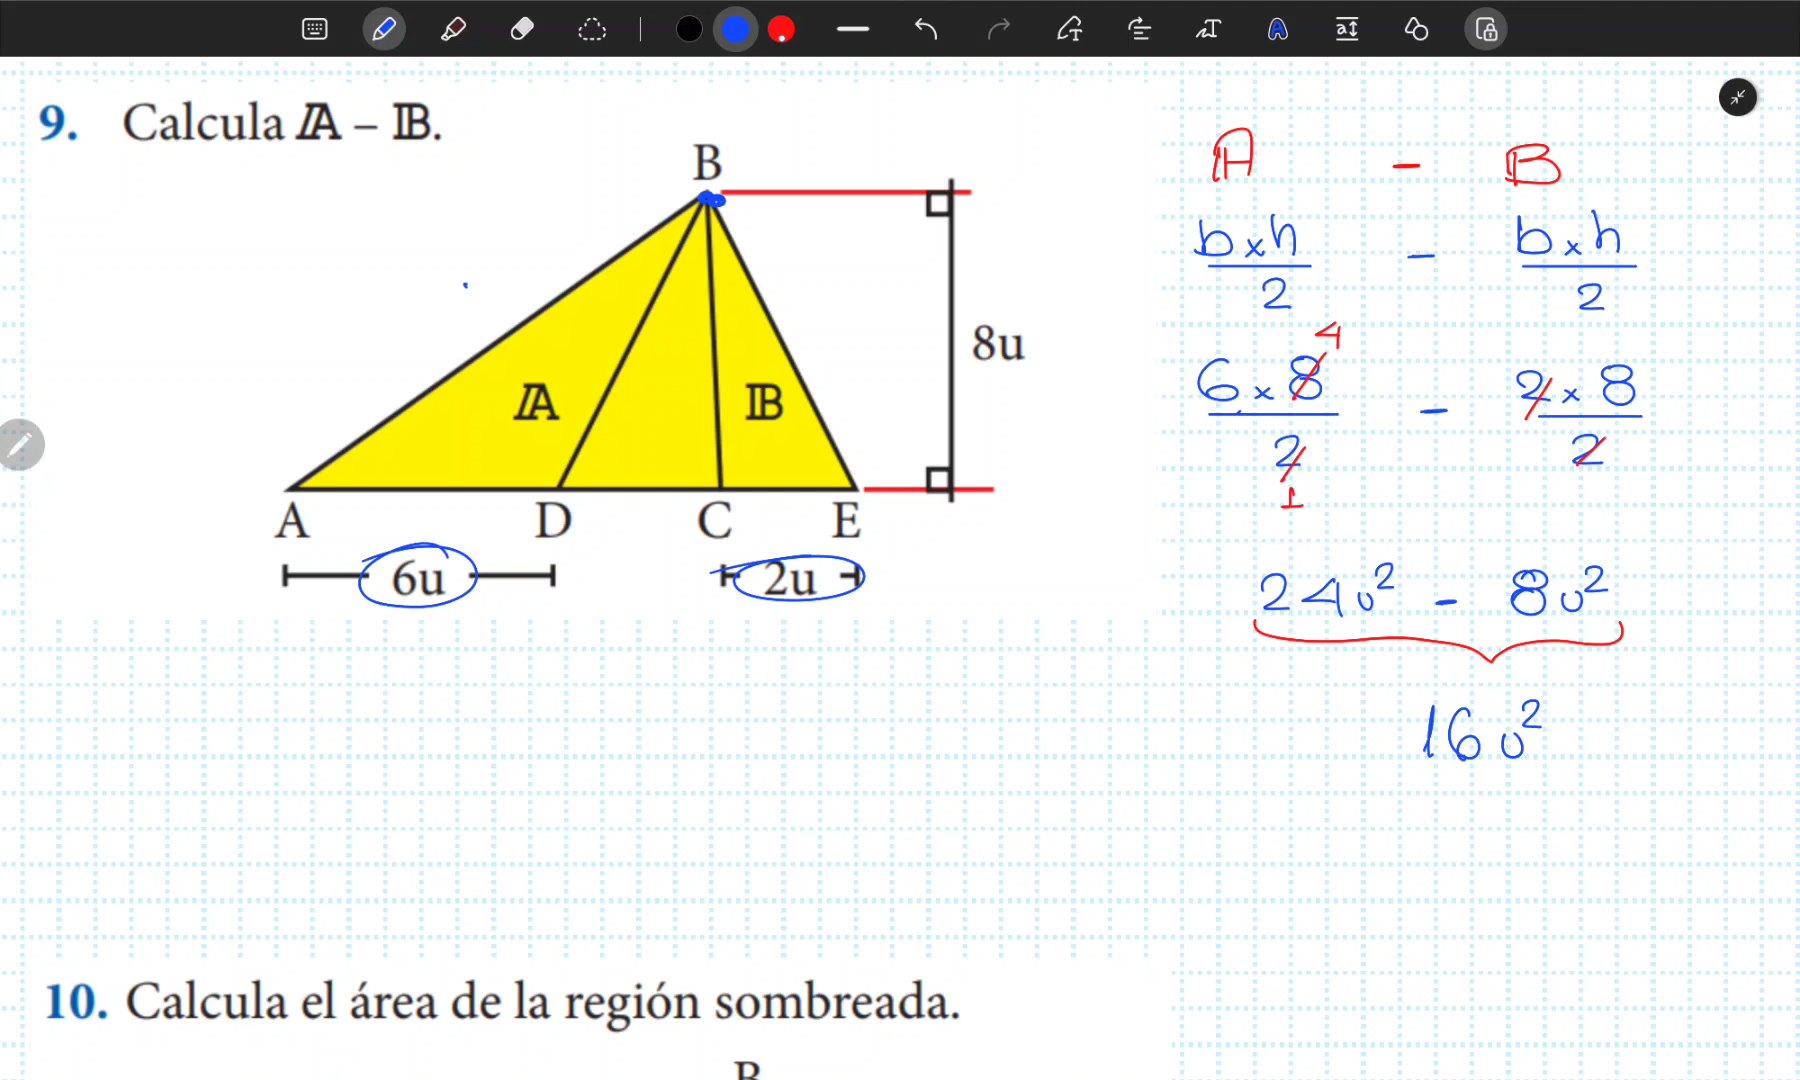 9. Calcula A – B.
B
8u
A B
A D C E
6u 2u
A - B
b×h - b×h
2 2
4
6 × 8 - 2 × 8
2 2
1
24u² - 8u²
16u²
10. Calcula el área de la región sombreada.
B